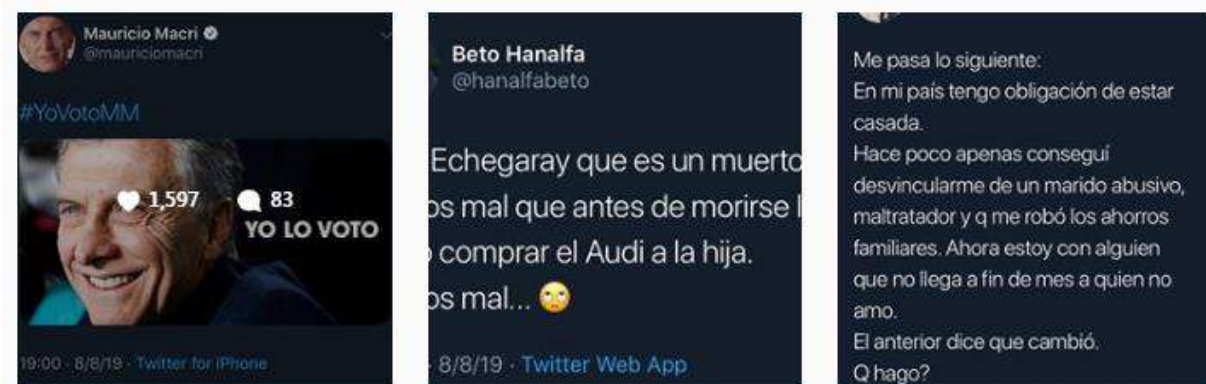 Mauricio Macri
@mauriciomacri
#YoVotoMM
1,597 83
YO LO VOTO
19:00 · 8/8/19 · Twitter for iPhone
Beto Hanalfa
@hanalfabeto
Echegaray que es un muerto
os mal que antes de morirse l
comprar el Audi a la hija.
os mal... 🙄
· 8/8/19 · Twitter Web App
Me pasa lo siguiente:
En mi país tengo obligación de estar
casada.
Hace poco apenas conseguí
desvincularme de un marido abusivo,
maltratador y q me robó los ahorros
familiares. Ahora estoy con alguien
que no llega a fin de mes a quien no
amo.
El anterior dice que cambió.
Q hago?